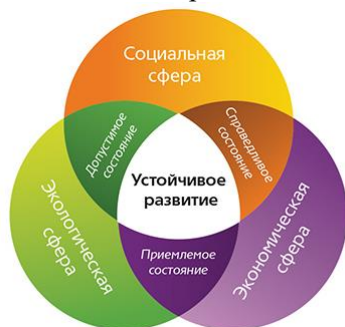 Социальная
сфера
Допустимое
состояние
Справедливое
состояние
Устойчивое
развитие
Экологическая
сфера
Приемлемое
состояние
Экономическая
сфера